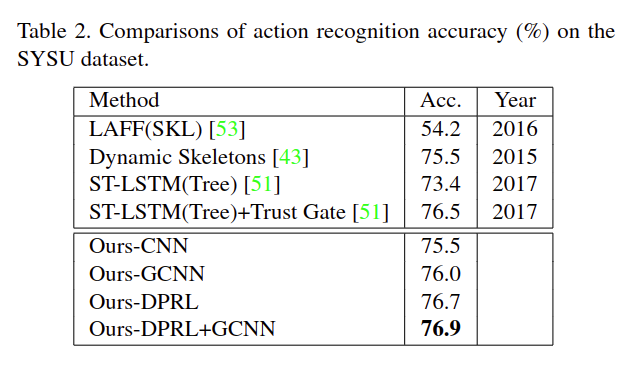 Table 2. Comparisons of action recognition accuracy (%) on the
SYSU dataset.
Method Acc. Year
LAFF(SKL) [53] 54.2 2016
Dynamic Skeletons [43] 75.5 2015
ST-LSTM(Tree) [51] 73.4 2017
ST-LSTM(Tree)+Trust Gate [51] 76.5 2017
Ours-CNN 75.5
Ours-GCNN 76.0
Ours-DPRL 76.7
Ours-DPRL+GCNN 76.9